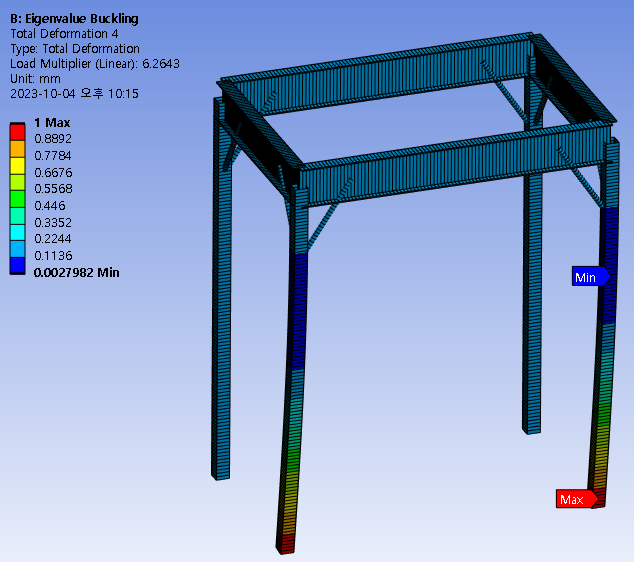 B: Eigenvalue Buckling
Total Deformation 4
Type: Total Deformation
Load Multiplier (Linear): 6.2643
Unit: mm
2023-10-04 오후 10:15
1 Max
0.8892
0.7784
0.6676
0.5568
0.446
0.3352
0.2244
0.1136
0.0027982 Min
Min
Max